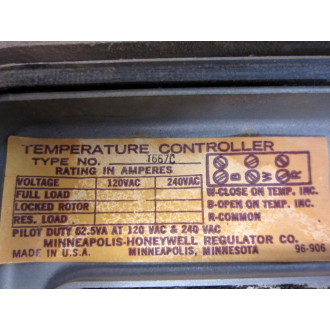 TEMPERATURE CONTROLLER
TYPE NO. T667C
RATING IN AMPERES
B W R
VOLTAGE 120VAC 240VAC
FULL LOAD W-CLOSE ON TEMP. INC.
LOCKED ROTOR B-OPEN ON TEMP. INC.
RES. LOAD R-COMMON
PILOT DUTY 62.5VA AT 120 VAC & 240 VAC
MINNEAPOLIS-HONEYWELL REGULATOR CO.
MADE IN U.S.A. MINNEAPOLIS, MINNESOTA 96-906